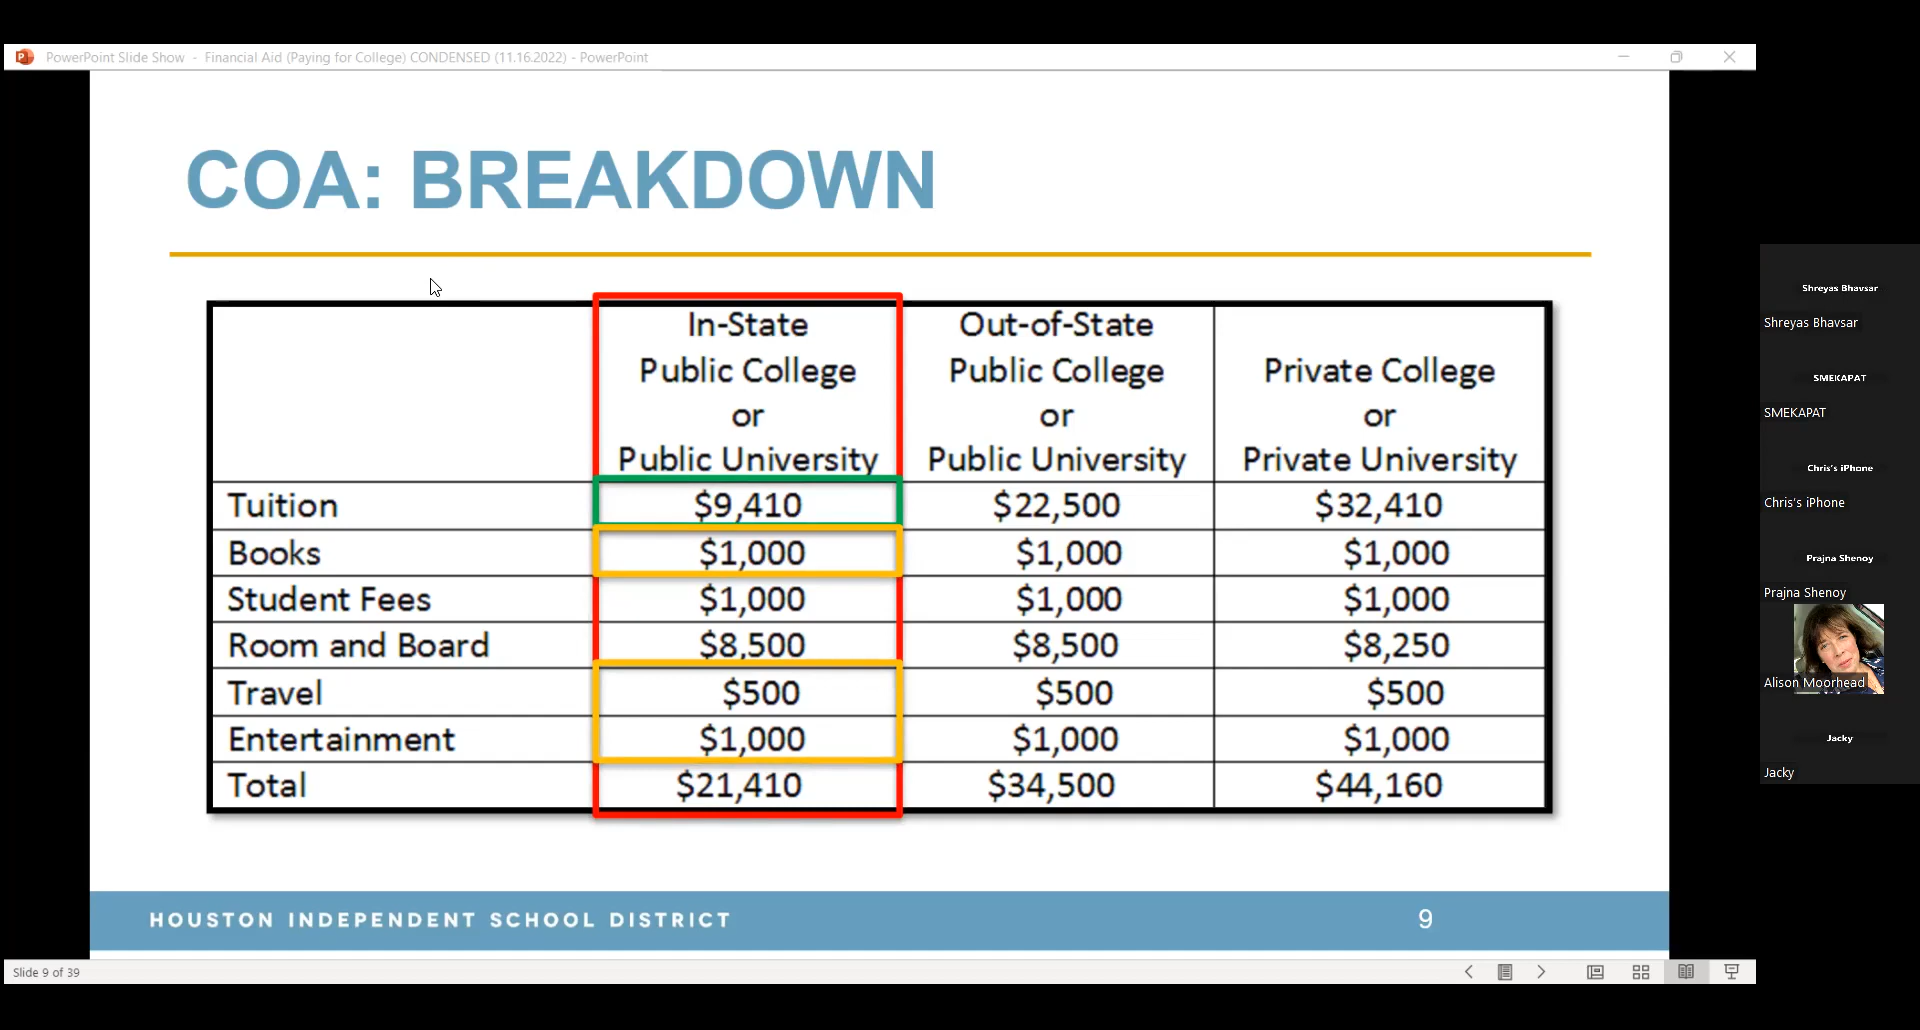 PowerPoint Slide Show - Financial Aid (Paying for College) CONDENSED (11.16.2022) - PowerPoint
COA: BREAKDOWN
In-State Public College or Public University
Out-of-State Public College or Public University
Private College or Private University
Tuition $9,410 $22,500 $32,410
Books $1,000 $1,000 $1,000
Student Fees $1,000 $1,000 $1,000
Room and Board $8,500 $8,500 $8,250
Travel $500 $500 $500
Entertainment $1,000 $1,000 $1,000
Total $21,410 $34,500 $44,160
HOUSTON INDEPENDENT SCHOOL DISTRICT 9
Slide 9 of 39
Shreyas Bhavsar
Shreyas Bhavsar
SMEKAPAT
SMEKAPAT
Chris's iPhone
Chris's iPhone
Prajna Shenoy
Prajna Shenoy
Alison Moorhead
Jacky
Jacky